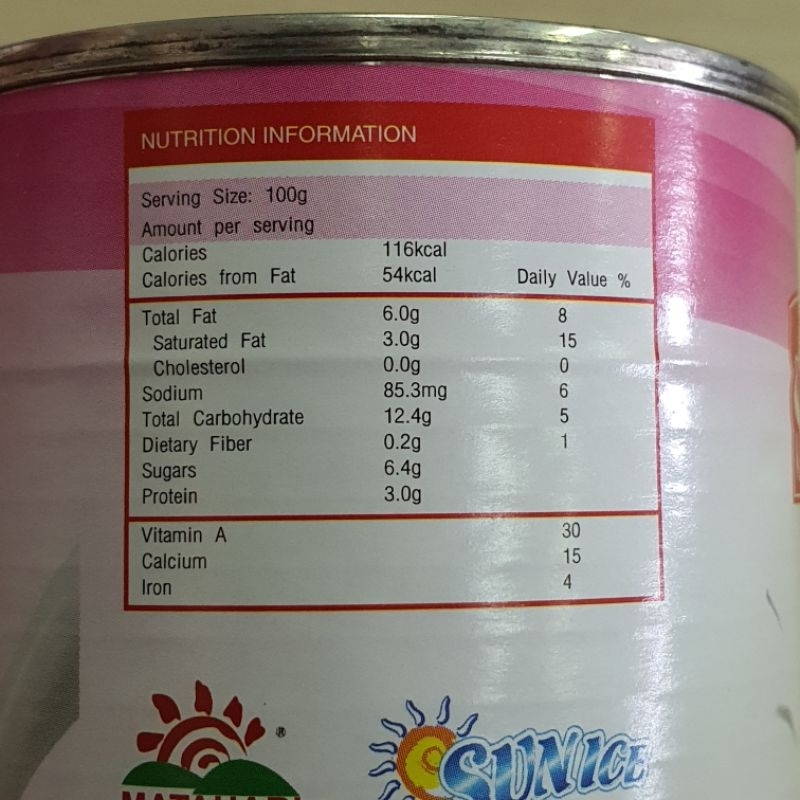 NUTRITION INFORMATION
Serving Size: 100g
Amount per serving
Calories 116kcal
Calories from Fat 54kcal Daily Value %
Total Fat 6.0g 8
Saturated Fat 3.0g 15
Cholesterol 0.0g 0
Sodium 85.3mg 6
Total Carbohydrate 12.4g 5
Dietary Fiber 0.2g 1
Sugars 6.4g
Protein 3.0g
Vitamin A 30
Calcium 15
Iron 4
®
MATAHARI
SUNICE